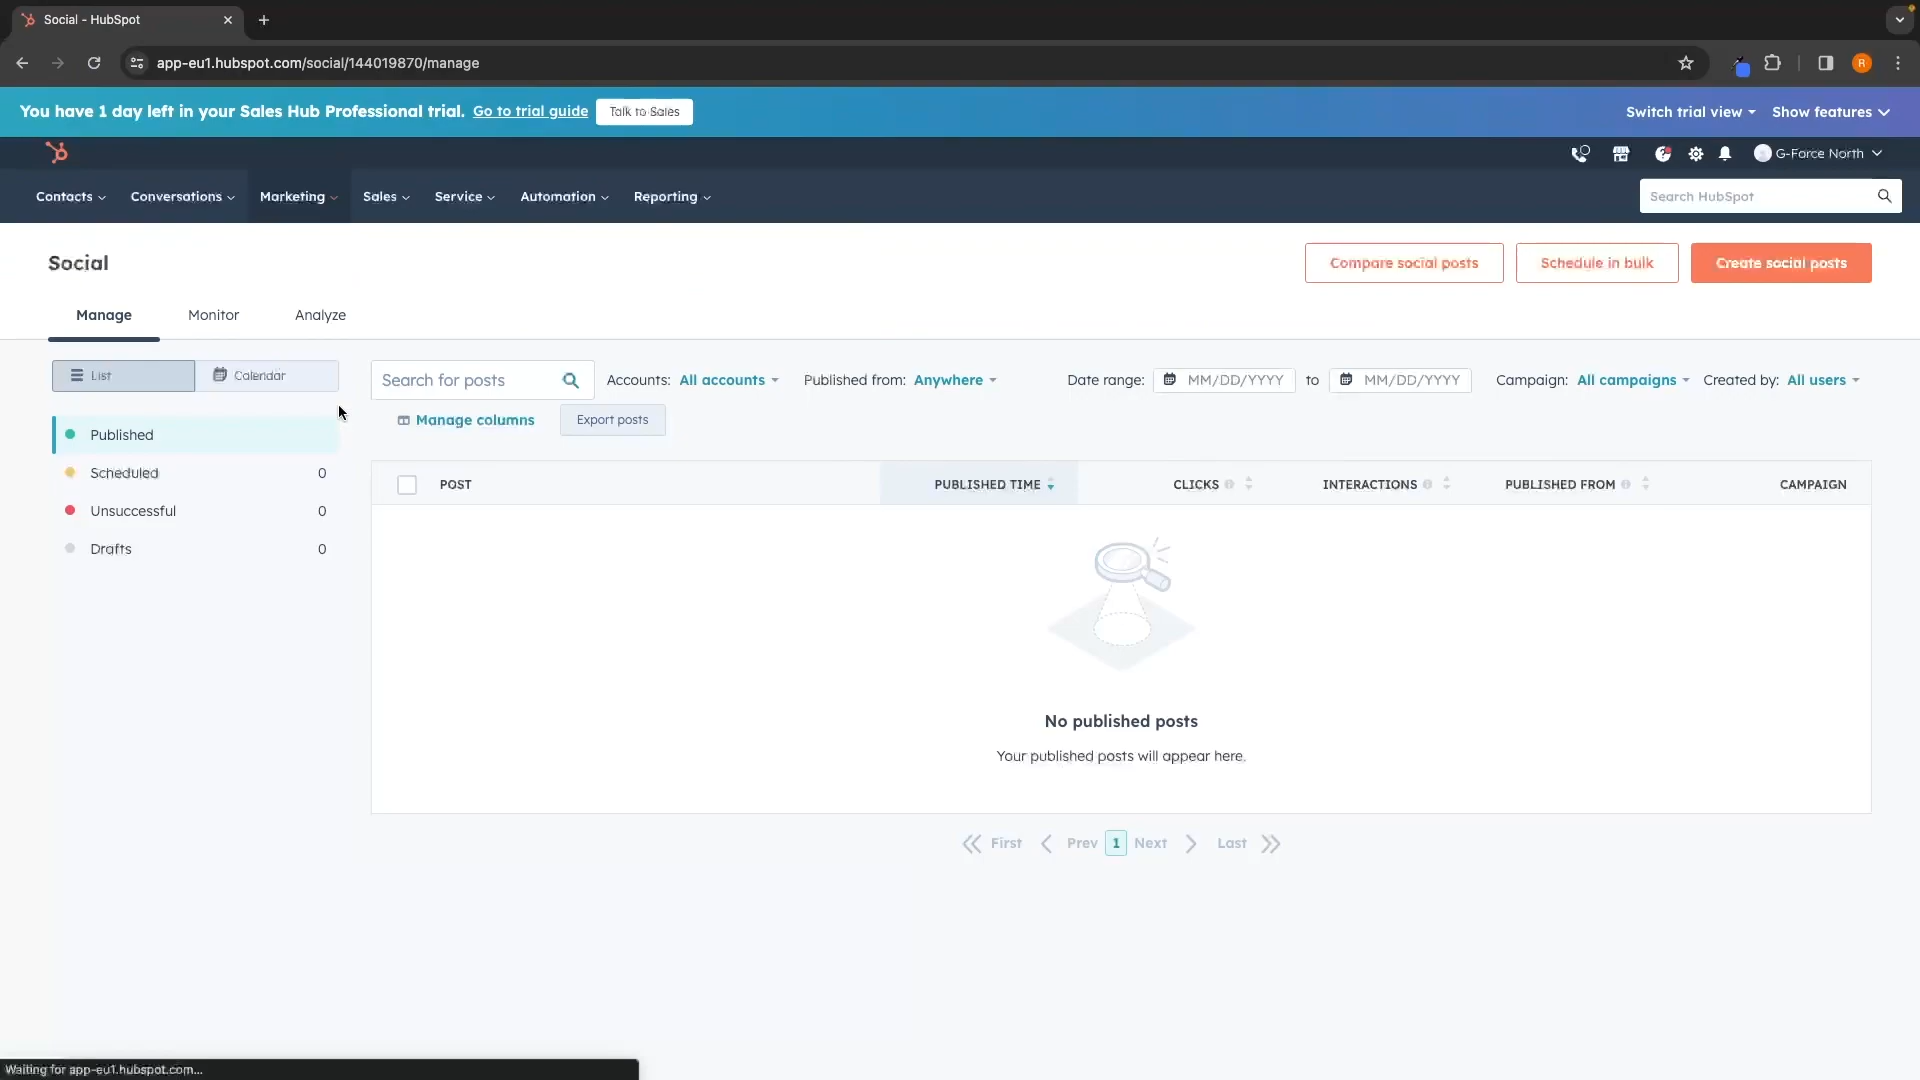 Social - HubSpot
app-eu1.hubspot.com/social/144019870/manage
R
You have 1 day left in your Sales Hub Professional trial. Go to trial guide Talk to Sales Switch trial view Show features
G-Force North
Contacts Conversations Marketing Sales Service Automation Reporting Search HubSpot
Social Compare social posts Schedule in bulk Create social posts
Manage Monitor Analyze
List Calendar
Search for posts Accounts: All accounts Published from: Anywhere Date range: MM/DD/YYYY to MM/DD/YYYY Campaign: All campaigns Created by: All users
Manage columns Export posts
Published
Scheduled 0
Unsuccessful 0
Drafts 0
POST PUBLISHED TIME CLICKS INTERACTIONS PUBLISHED FROM CAMPAIGN
No published posts
Your published posts will appear here.
First Prev 1 Next Last
Waiting for app-eu1.hubspot.com...